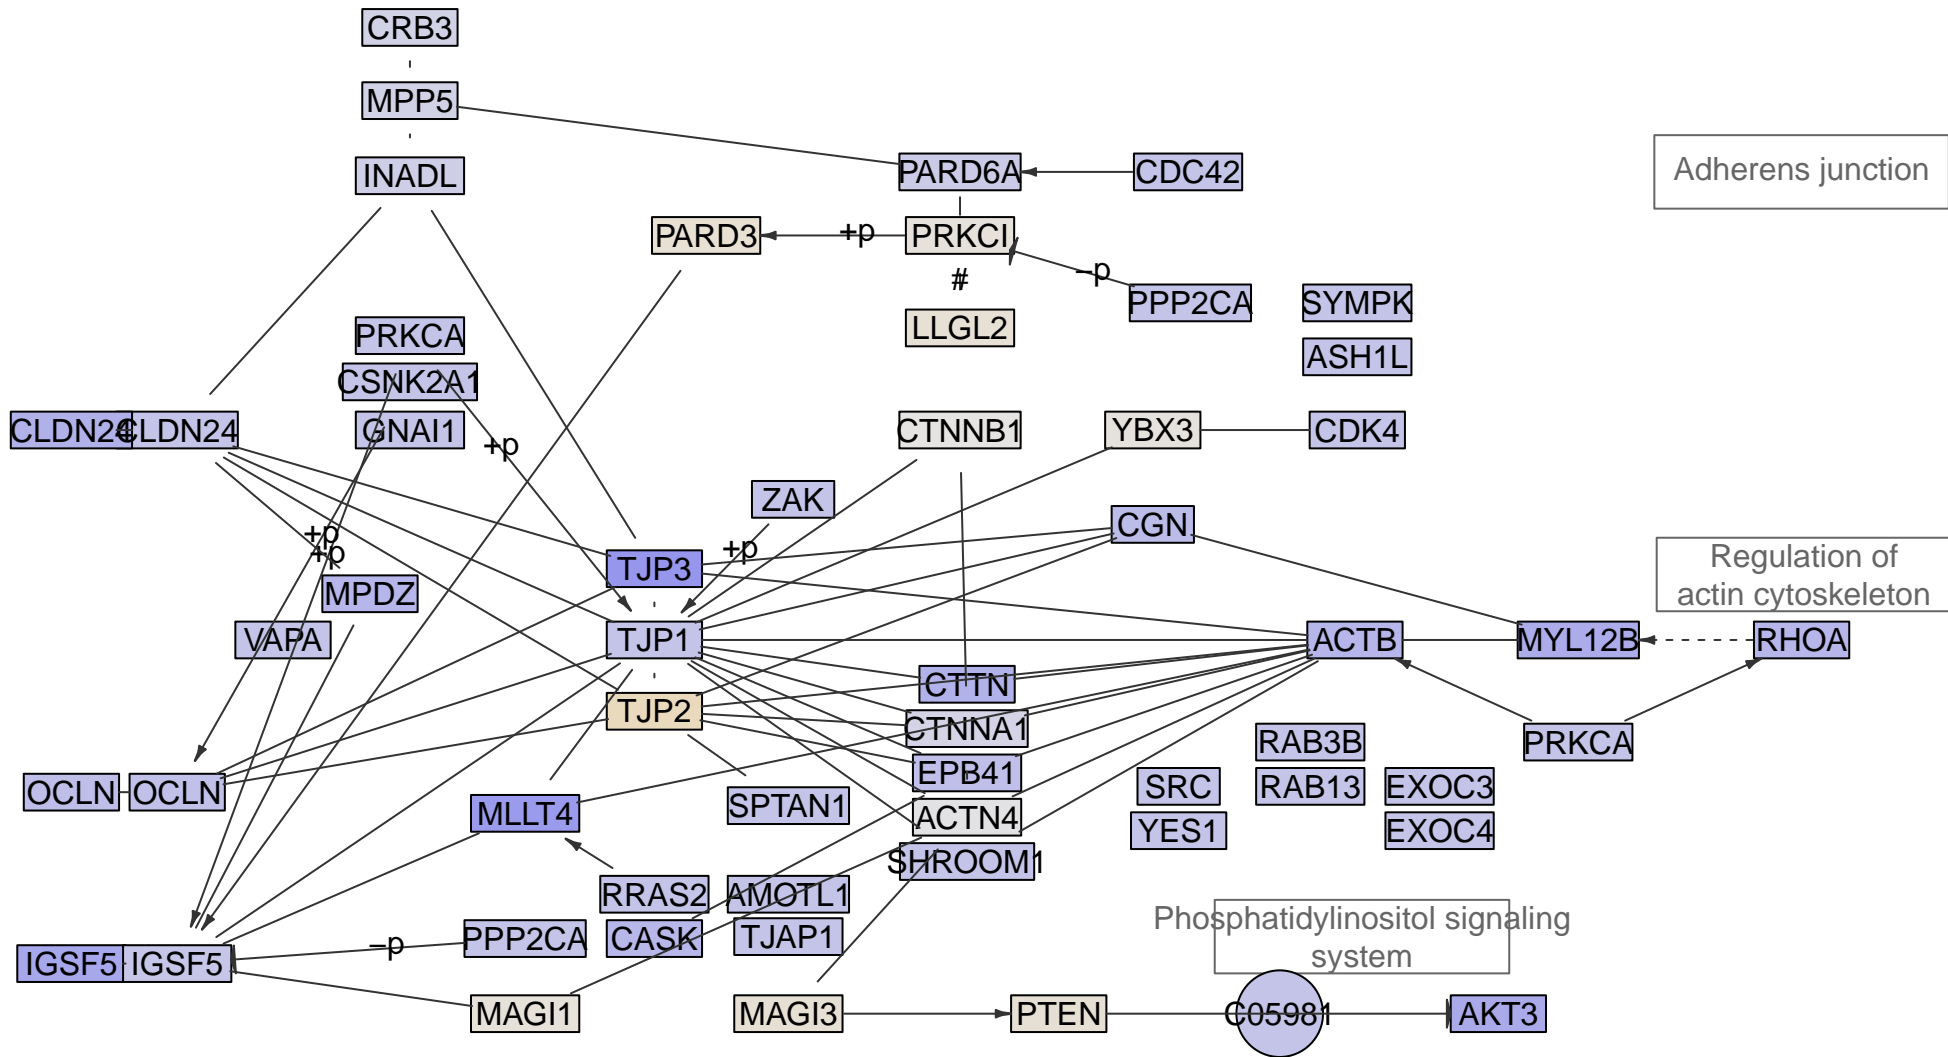 CRB3
MPP5
INADL
PARD6A
CDC42
Adherens junction
PARD3
+p
PRKCI
–p
#
PPP2CA
SYMPK
LLGL2
PRKCA
ASH1L
CSNK2A1
CLDN24
CLDN24
GNAI1
+p
CTNNB1
YBX3
CDK4
ZAK
CGN
+p
+p
+p
TJP3
MPDZ
Regulation of
actin cytoskeleton
VAPA
TJP1
ACTB
MYL12B
RHOA
CTTN
TJP2
CTNNA1
RAB3B
PRKCA
EPB41
OCLN
OCLN
SRC
RAB13
EXOC3
MLLT4
SPTAN1
ACTN4
YES1
EXOC4
SHROOM1
RRAS2
AMOTL1
Phosphatidylinositol signaling
system
–p
PPP2CA
CASK
TJAP1
IGSF5
IGSF5
MAGI1
MAGI3
PTEN
C05981
AKT3